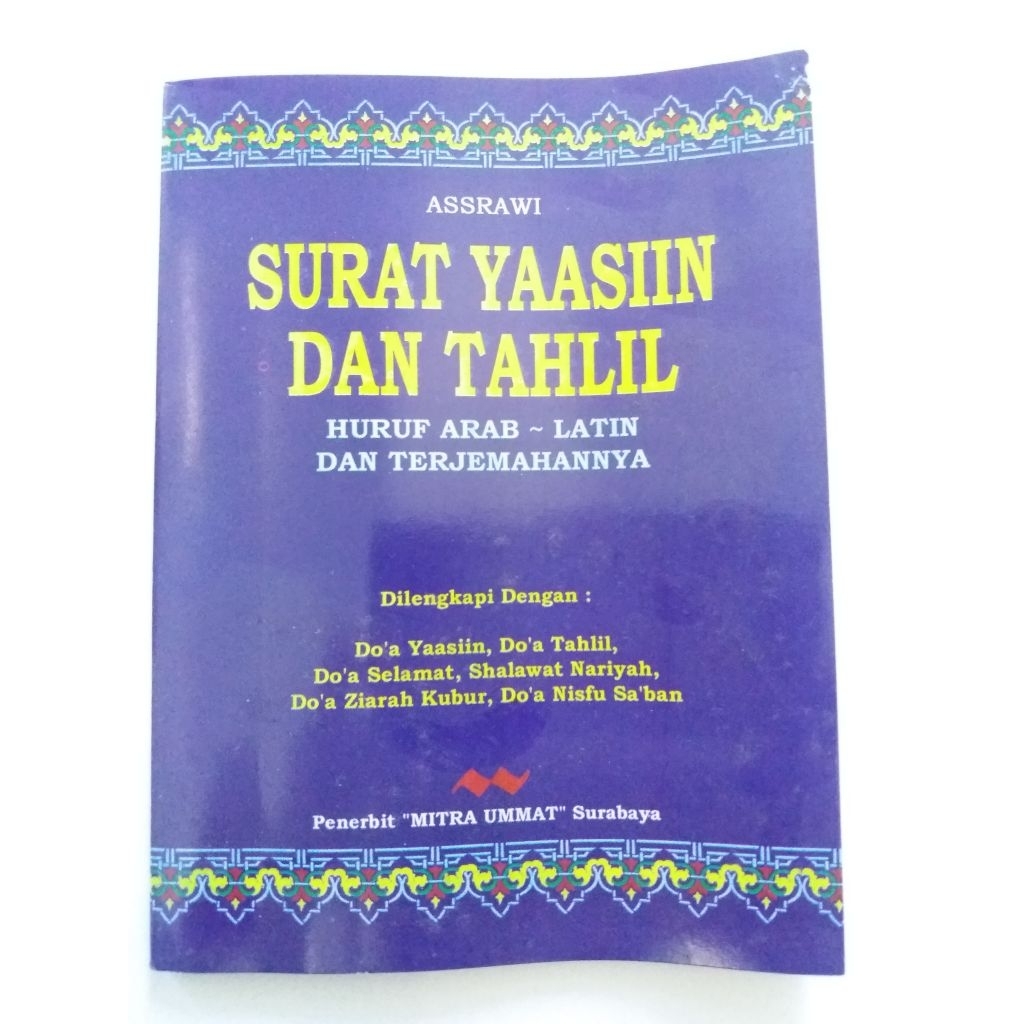 ASSRAWI
SURAT YAASIIN
DAN TAHLIL
HURUF ARAB ~ LATIN
DAN TERJEMAHANNYA
Dilengkapi Dengan :
Do'a Yaasiin, Do'a Tahlil,
Do'a Selamat, Shalawat Nariyah,
Do'a Ziarah Kubur, Do'a Nisfu Sa'ban
Penerbit "MITRA UMMAT" Surabaya